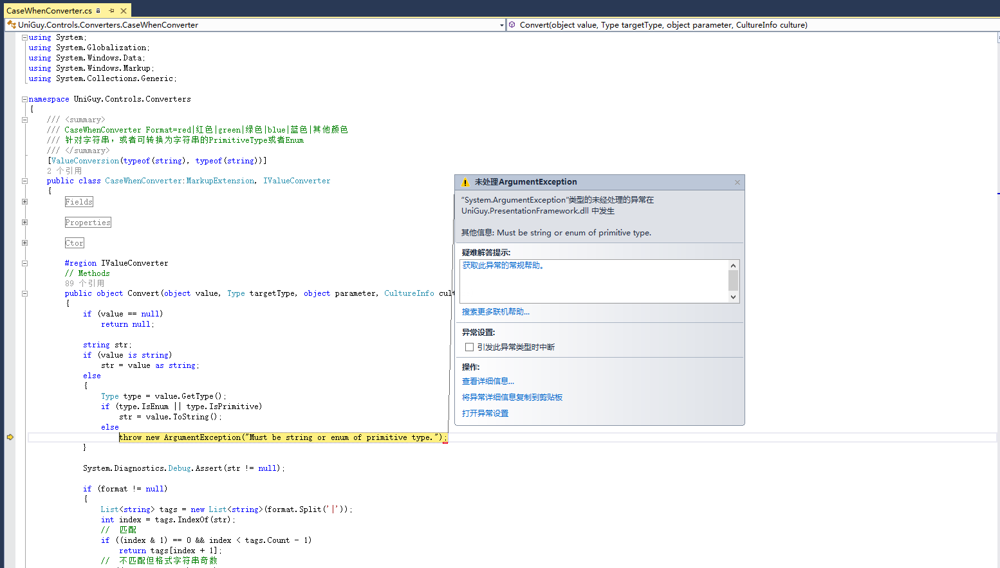 CaseWhenConverter.cs
UniGuy.Controls.Converters.CaseWhenConverter
Convert(object value, Type targetType, object parameter, CultureInfo culture)
using System;
using System.Globalization;
using System.Windows.Data;
using System.Windows.Markup;
using System.Collections.Generic;
namespace UniGuy.Controls.Converters
{
/// <summary>
/// CaseWhenConverter Format=red|红色|green|绿色|blue|蓝色|其他颜色
/// 针对字符串，或者可转换为字符串的PrimitiveType或者Enum
/// </summary>
[ValueConversion(typeof(string), typeof(string))]
2 个引用
public class CaseWhenConverter:MarkupExtension, IValueConverter
{
Fields
Properties
Ctor
#region IValueConverter
// Methods
89 个引用
public object Convert(object value, Type targetType, object parameter, CultureInfo cult
{
if (value == null)
return null;
string str;
if (value is string)
str = value as string;
else
{
Type type = value.GetType();
if (type.IsEnum || type.IsPrimitive)
str = value.ToString();
else
throw new ArgumentException("Must be string or enum of primitive type.");
}
System.Diagnostics.Debug.Assert(str != null);
if (format != null)
{
List<string> tags = new List<string>(format.Split('|'));
int index = tags.IndexOf(str);
// 匹配
if ((index & 1) == 0 && index < tags.Count - 1)
return tags[index + 1];
// 不匹配但格式字符串奇数
未处理ArgumentException
“System.ArgumentException”类型的未经处理的异常在
UniGuy.PresentationFramework.dll 中发生
其他信息: Must be string or enum of primitive type.
疑难解答提示:
获取此异常的常规帮助。
搜索更多联机帮助...
异常设置:
引发此异常类型时中断
操作:
查看详细信息...
将异常详细信息复制到剪贴板
打开异常设置